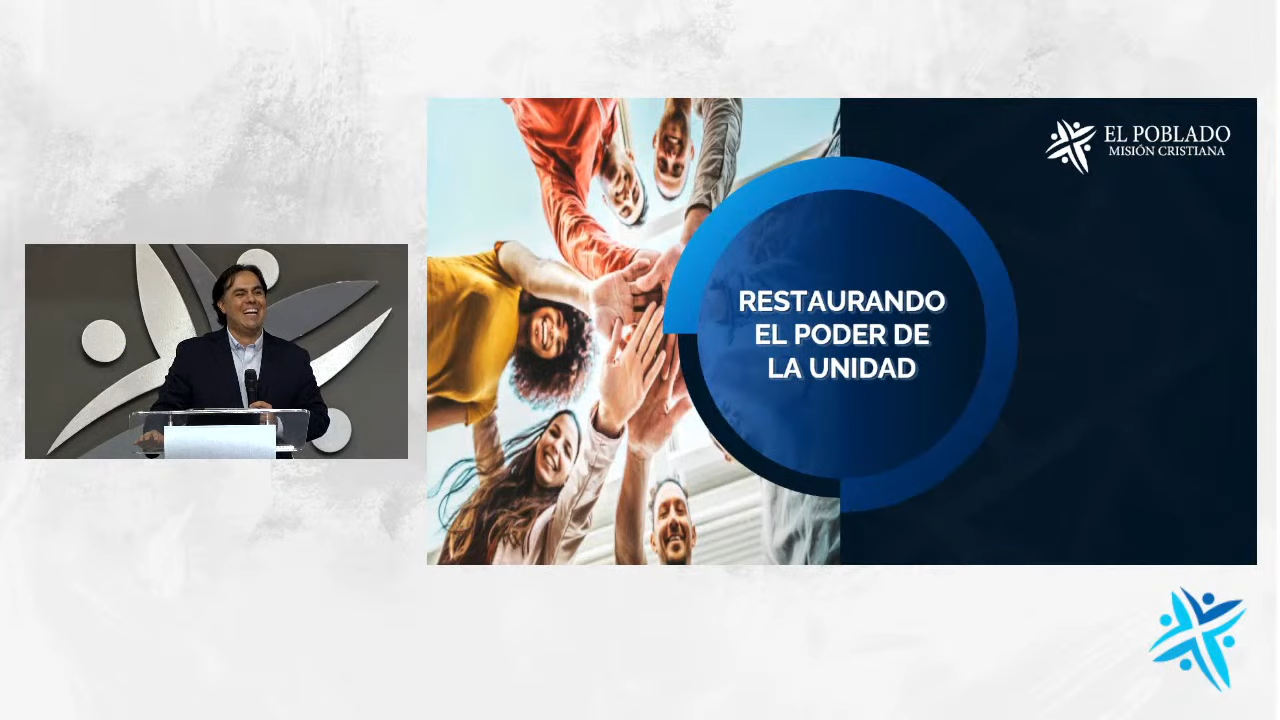 EL POBLADO
MISIÓN CRISTIANA
RESTAURANDO
EL PODER DE
LA UNIDAD